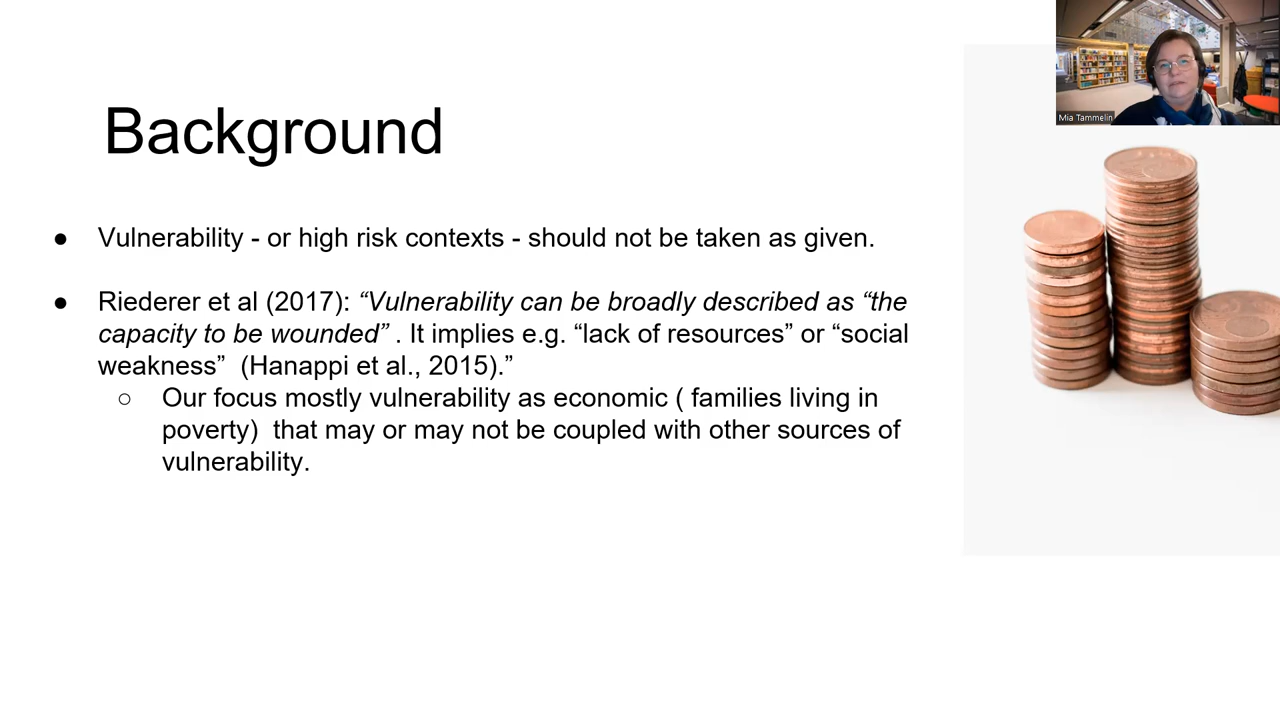 Mia Tammelin
Background
● Vulnerability - or high risk contexts - should not be taken as given.
● Riederer et al (2017): “Vulnerability can be broadly described as “the
capacity to be wounded” . It implies e.g. “lack of resources” or “social
weakness”  (Hanappi et al., 2015).”
○ Our focus mostly vulnerability as economic ( families living in
poverty)  that may or may not be coupled with other sources of
vulnerability.